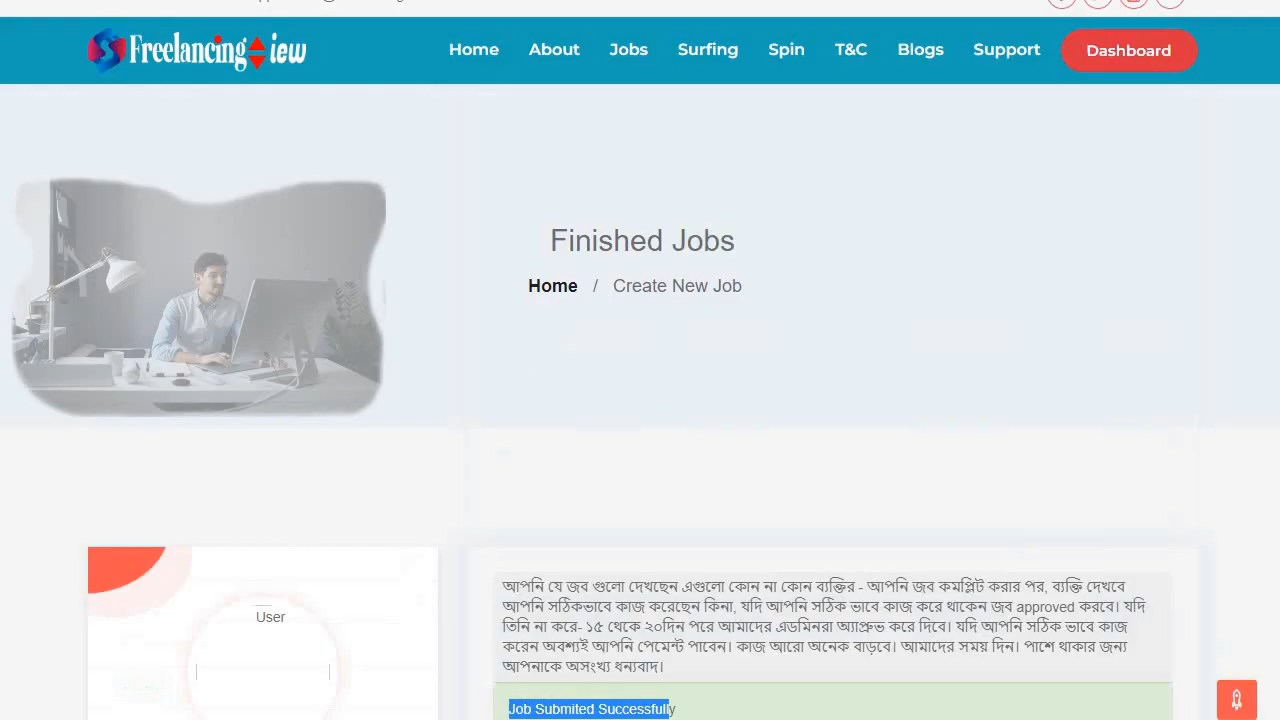 Freelancing View
Home About Jobs Surfing Spin T&C Blogs Support Dashboard
Finished Jobs
Home / Create New Job
আপনি যে জব গুলো দেখছেন এগুলো কোন না কোন ব্যক্তির - আপনি জব কমপ্লিট করার পর, ব্যক্তি দেখবে
আপনি সঠিকভাবে কাজ করেছেন কিনা, যদি আপনি সঠিক ভাবে কাজ করে থাকেন জব approved করবে। যদি
তিনি না করে- ১৫ থেকে ২০দিন পরে আমাদের এডমিনরা অ্যাপ্রুভ করে দিবে। যদি আপনি সঠিক ভাবে কাজ
করেন অবশ্যই আপনি পেমেন্ট পাবেন। কাজ আরো অনেক বাড়বে। আমাদের সময় দিন। পাশে থাকার জন্য
আপনাকে অসংখ্য ধন্যবাদ।
User
Job Submited Successfully